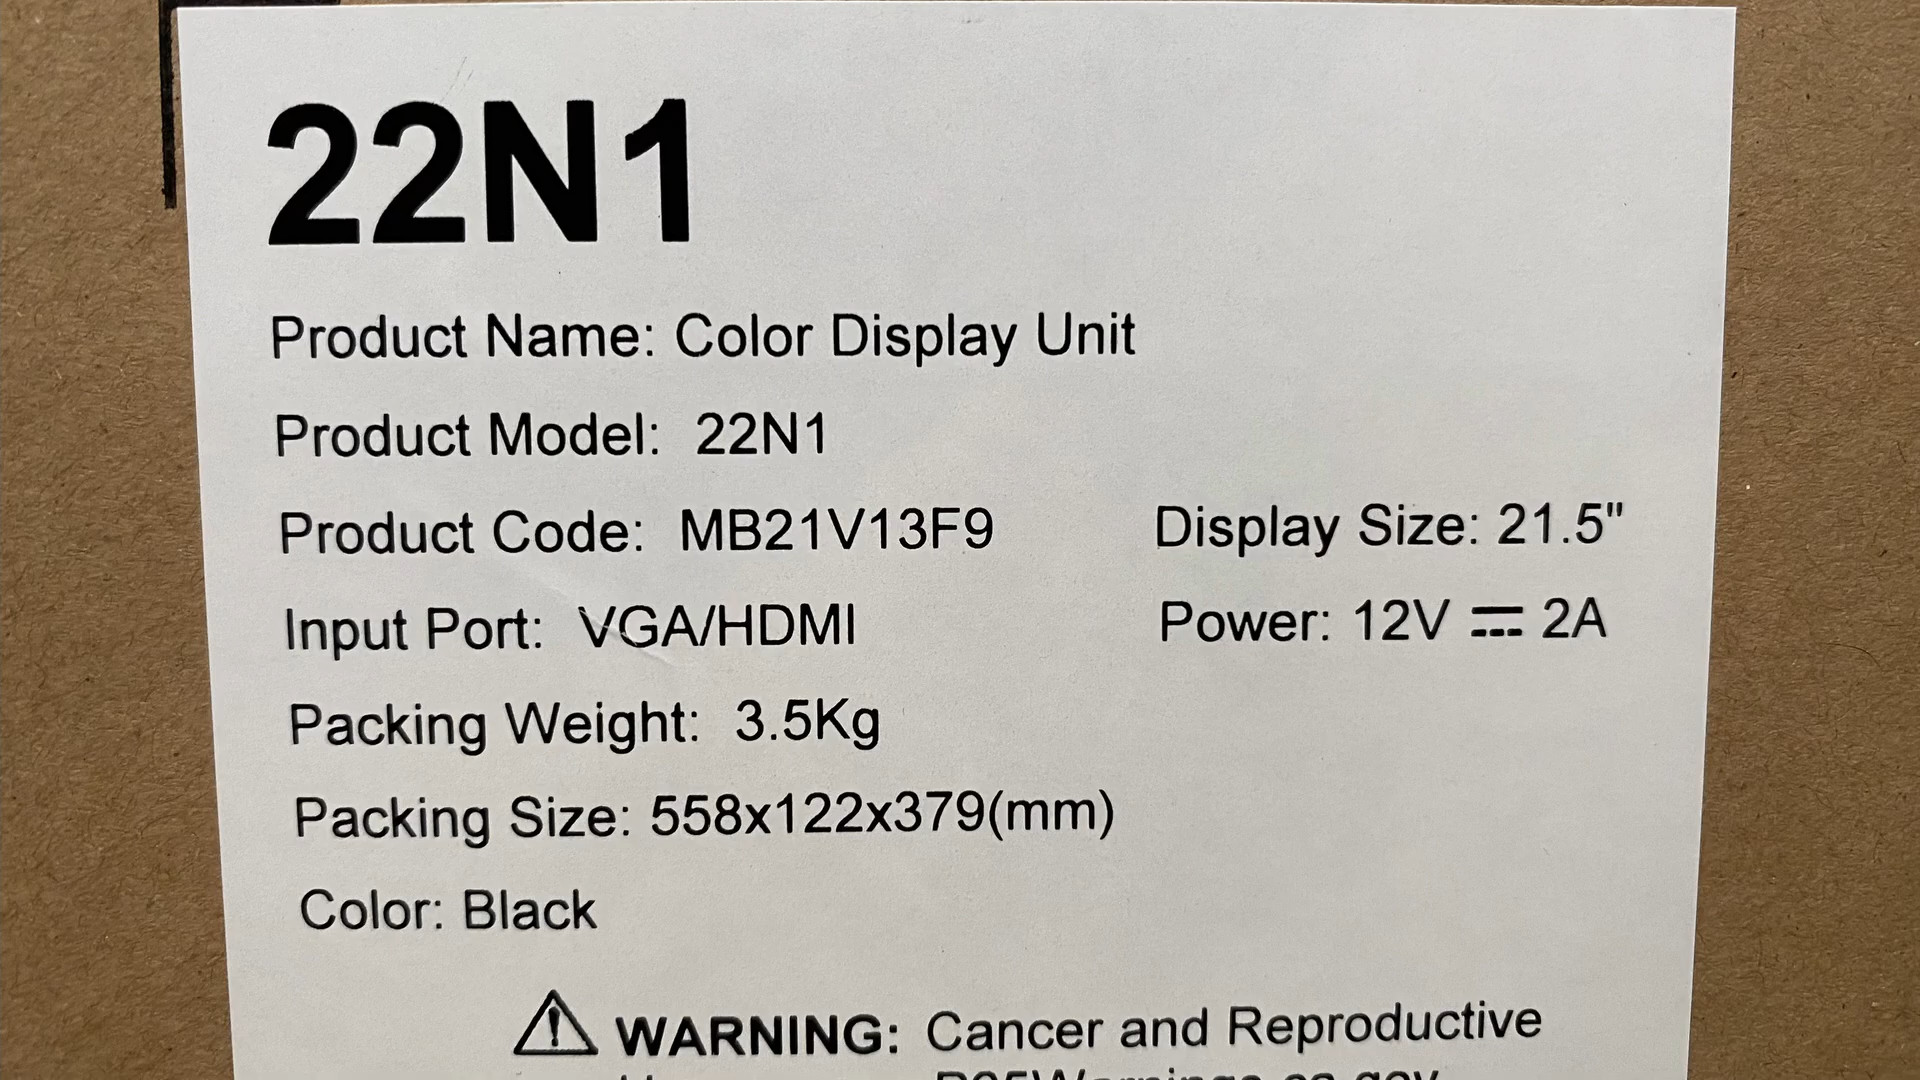 22N1
Product Name: Color Display Unit
Product Model: 22N1
Product Code: MB21V13F9 Display Size: 21.5"
Input Port: VGA/HDMI Power: 12V ⎓ 2A
Packing Weight: 3.5Kg
Packing Size: 558x122x379(mm)
Color: Black
⚠ WARNING: Cancer and Reproductive